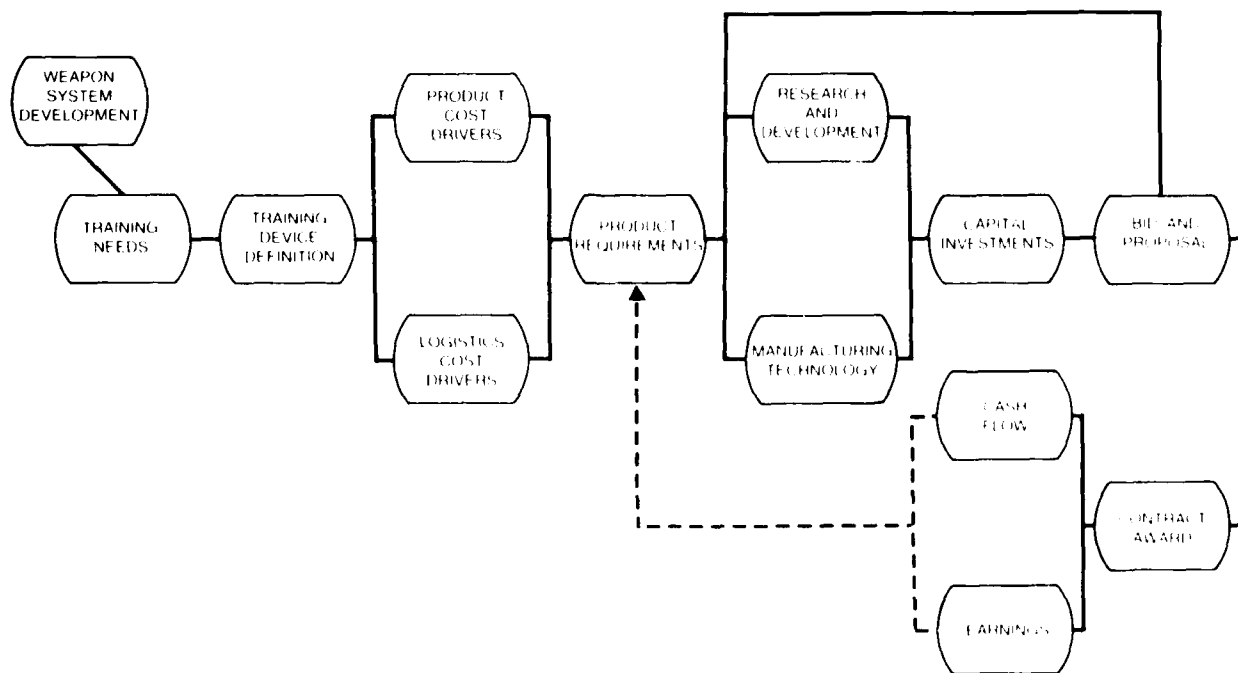 WEAPON
SYSTEM
DEVELOPMENT
TRAINING
NEEDS
TRAINING
DEVICE
DEFINITION
PRODUCT
COST
DRIVERS
LOGISTICS
COST
DRIVERS
PRODUCT
REQUIREMENTS
RESEARCH
AND
DEVELOPMENT
MANUFACTURING
TECHNOLOGY
CAPITAL
INVESTMENTS
BID AND
PROPOSAL
CASH
FLOW
EARNINGS
CONTRACT
AWARD